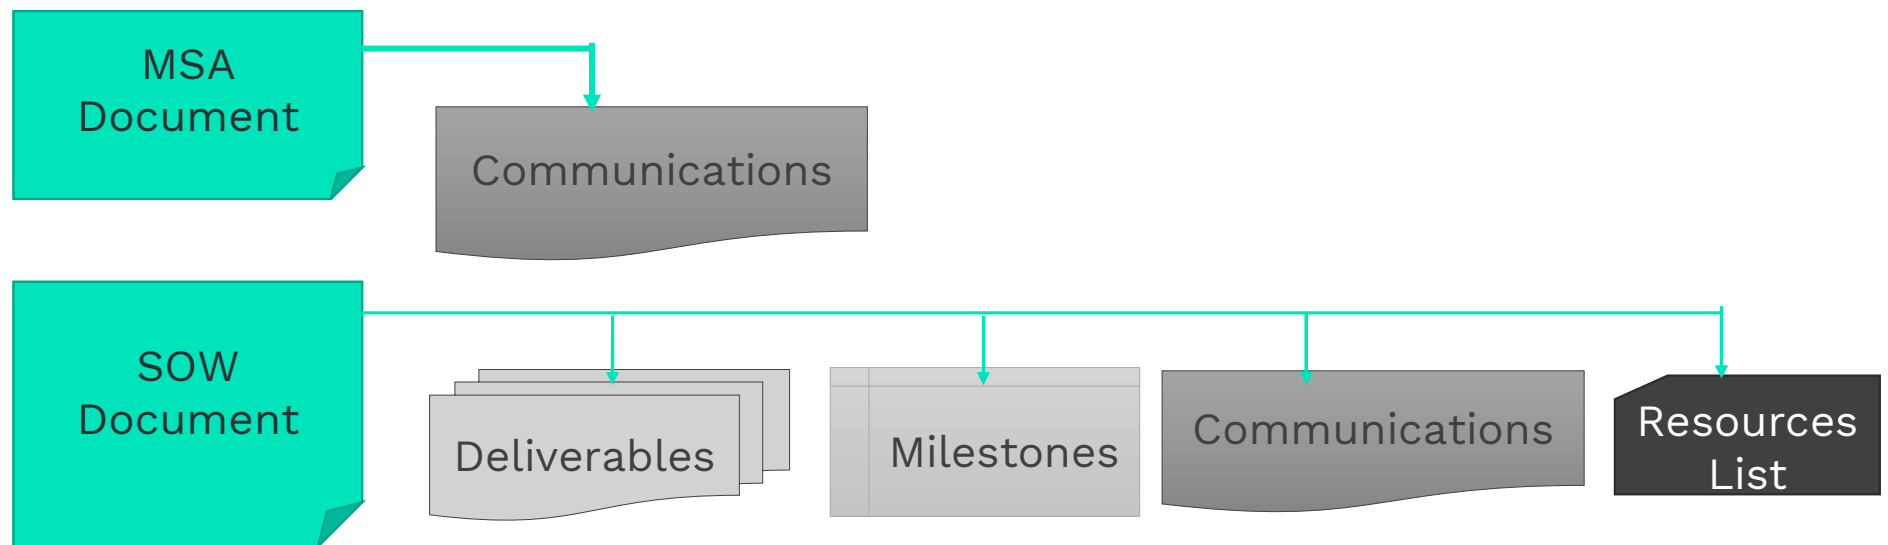 MSA
Document
Communications
SOW
Document
Deliverables
Milestones
Communications
Resources
List